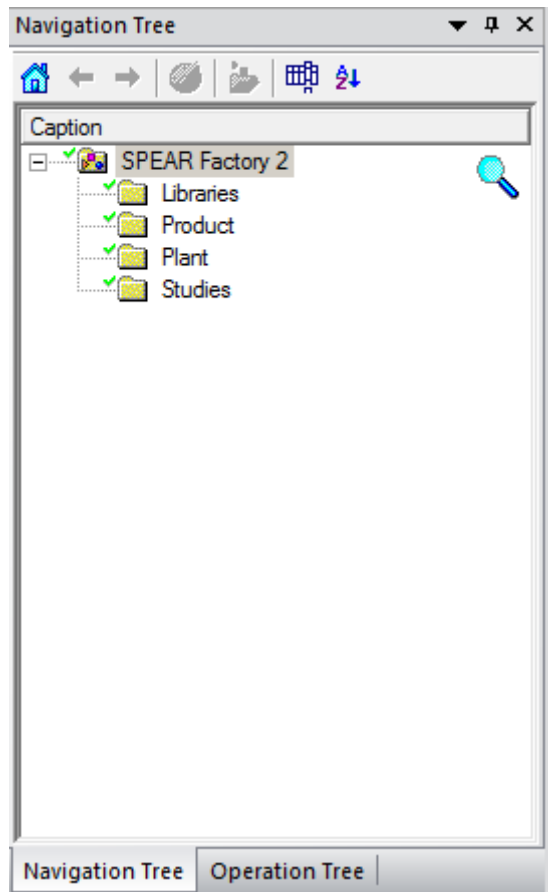 Navigation Tree
Caption
SPEAR Factory 2
Libraries
Product
Plant
Studies
Navigation Tree Operation Tree